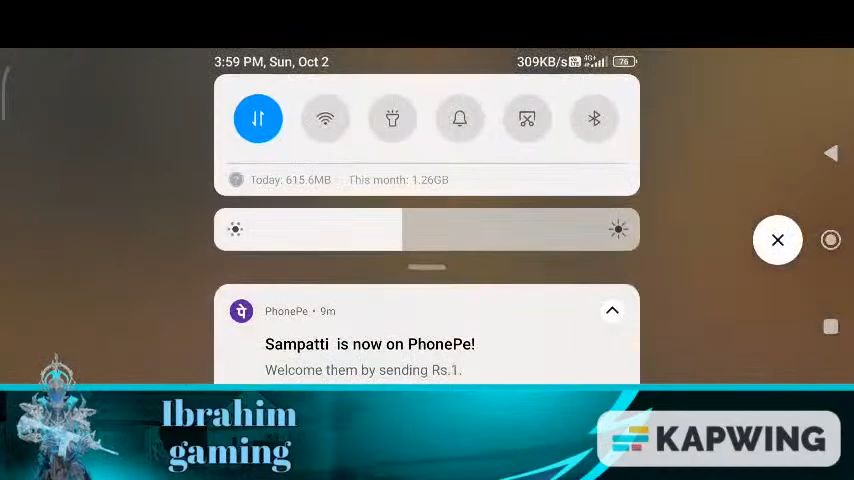 3:59 PM, Sun, Oct 2
309KB/s 4G+ 76
Today: 615.6MB This month: 1.26GB
पे PhonePe • 9m
Sampatti is now on PhonePe!
Welcome them by sending Rs.1.
Ibrahim
gaming
KAPWING